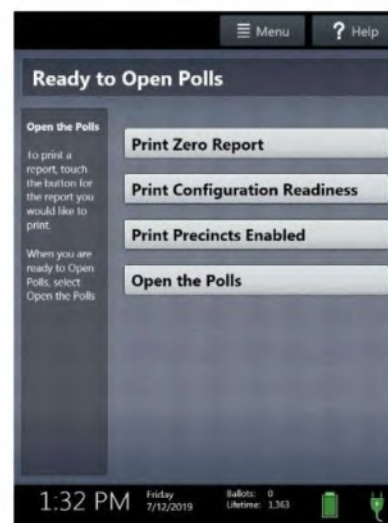 Menu
? Help
Ready to Open Polls
Open the Polls
To print a
report, touch
the button for
the report you
would like to
print.
When you are
ready to Open
Polls, select
Open the Polls
Print Zero Report
Print Configuration Readiness
Print Precincts Enabled
Open the Polls
1:32 PM
Friday
7/12/2019
Ballots: 0
Lifetime: 1,363